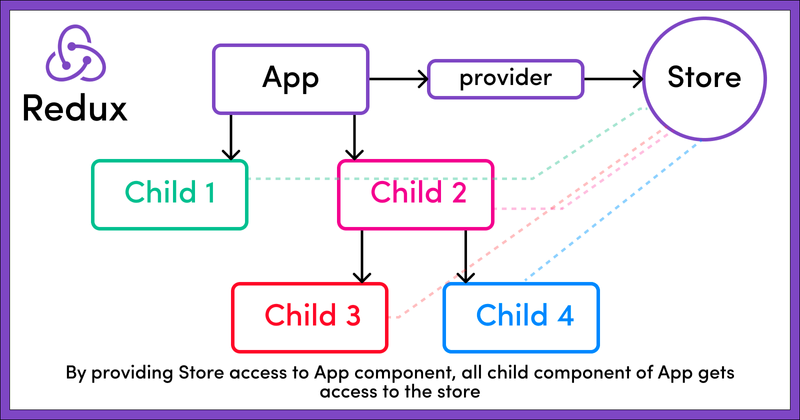 App
provider
Store
Redux
Child 1
Child 2
Child 3
Child 4
By providing Store access to App component, all child component of App gets
access to the store